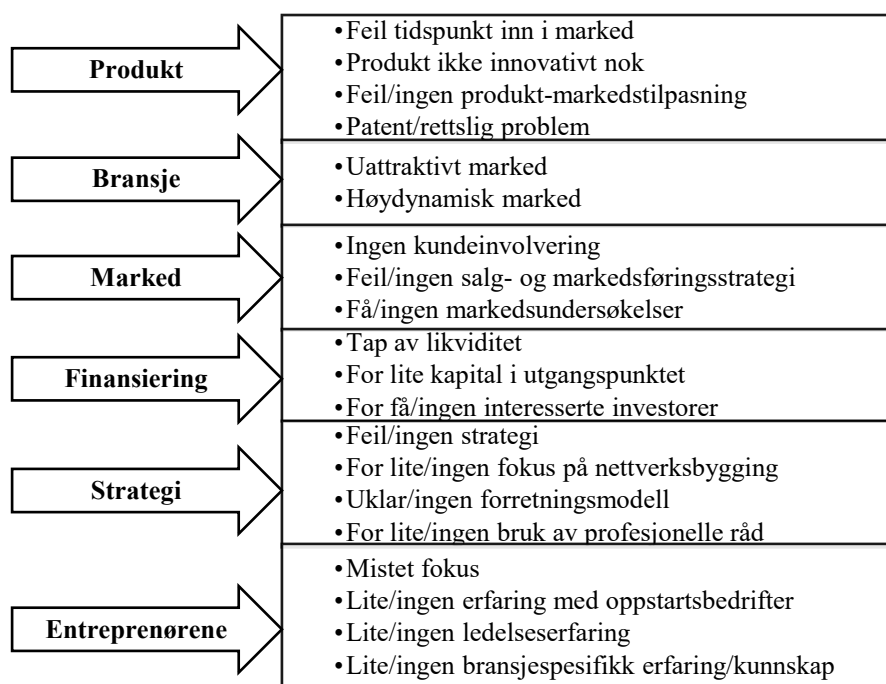 Produkt
•Feil tidspunkt inn i marked
•Produkt ikke innovativt nok
•Feil/ingen produkt-markedstilpasning
•Patent/rettslig problem
Bransje
•Uattraktivt marked
•Høydynamisk marked
Marked
•Ingen kundeinvolvering
•Feil/ingen salg- og markedsføringsstrategi
•Få/ingen markedsundersøkelser
Finansiering
•Tap av likviditet
•For lite kapital i utgangspunktet
•For få/ingen interesserte investorer
Strategi
•Feil/ingen strategi
•For lite/ingen fokus på nettverksbygging
•Uklar/ingen forretningsmodell
•For lite/ingen bruk av profesjonelle råd
Entreprenørene
•Mistet fokus
•Lite/ingen erfaring med oppstartsbedrifter
•Lite/ingen ledelseserfaring
•Lite/ingen bransjespesifikk erfaring/kunnskap